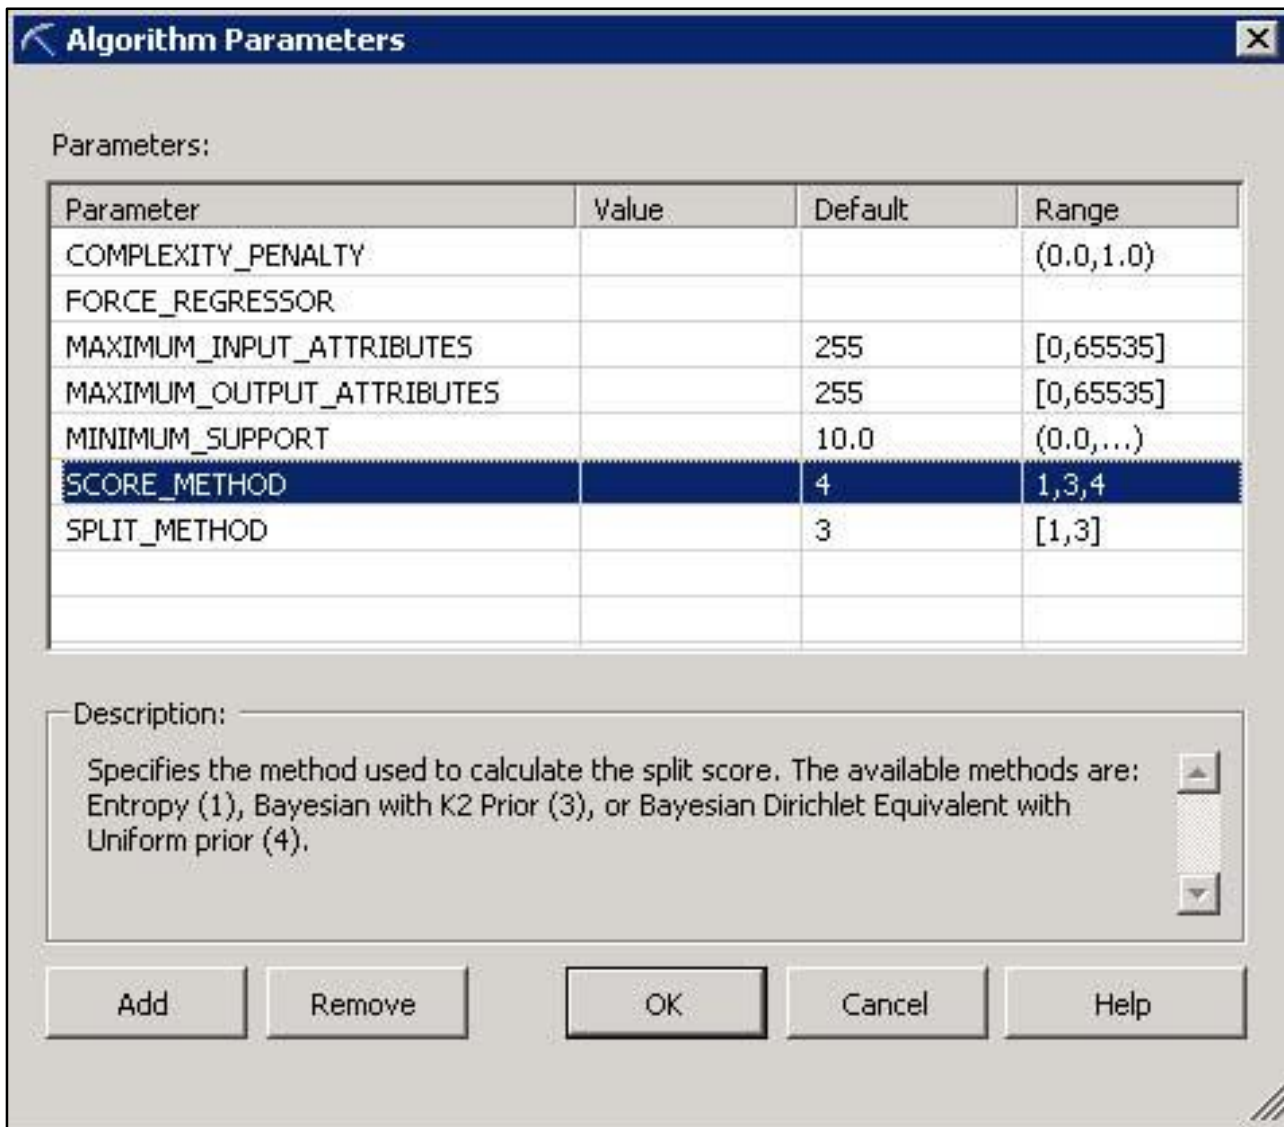 Algorithm Parameters
Parameters:
Parameter Value Default Range
COMPLEXITY_PENALTY (0.0,1.0)
FORCE_REGRESSOR
MAXIMUM_INPUT_ATTRIBUTES 255 [0,65535]
MAXIMUM_OUTPUT_ATTRIBUTES 255 [0,65535]
MINIMUM_SUPPORT 10.0 (0.0,...)
SCORE_METHOD 4 1,3,4
SPLIT_METHOD 3 [1,3]
Description:
Specifies the method used to calculate the split score. The available methods are:
Entropy (1), Bayesian with K2 Prior (3), or Bayesian Dirichlet Equivalent with
Uniform prior (4).
Add Remove OK Cancel Help